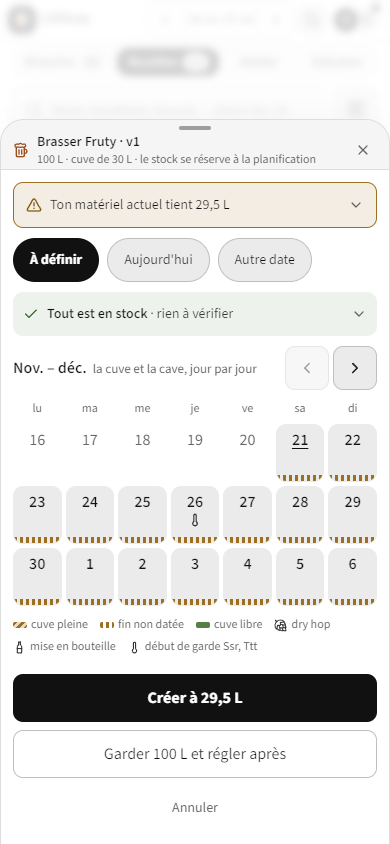 Brasser Fruty · v1
100 L · cuve de 30 L · le stock se réserve à la planification
Ton matériel actuel tient 29,5 L
À définir Aujourd'hui Autre date
Tout est en stock · rien à vérifier
Nov. – déc. la cuve et la cave, jour par jour
lu ma me je ve sa di
16 17 18 19 20 21 22
23 24 25 26 27 28 29
30 1 2 3 4 5 6
cuve pleine fin non datée cuve libre dry hop
mise en bouteille début de garde Ssr, Ttt
Créer à 29,5 L
Garder 100 L et régler après
Annuler